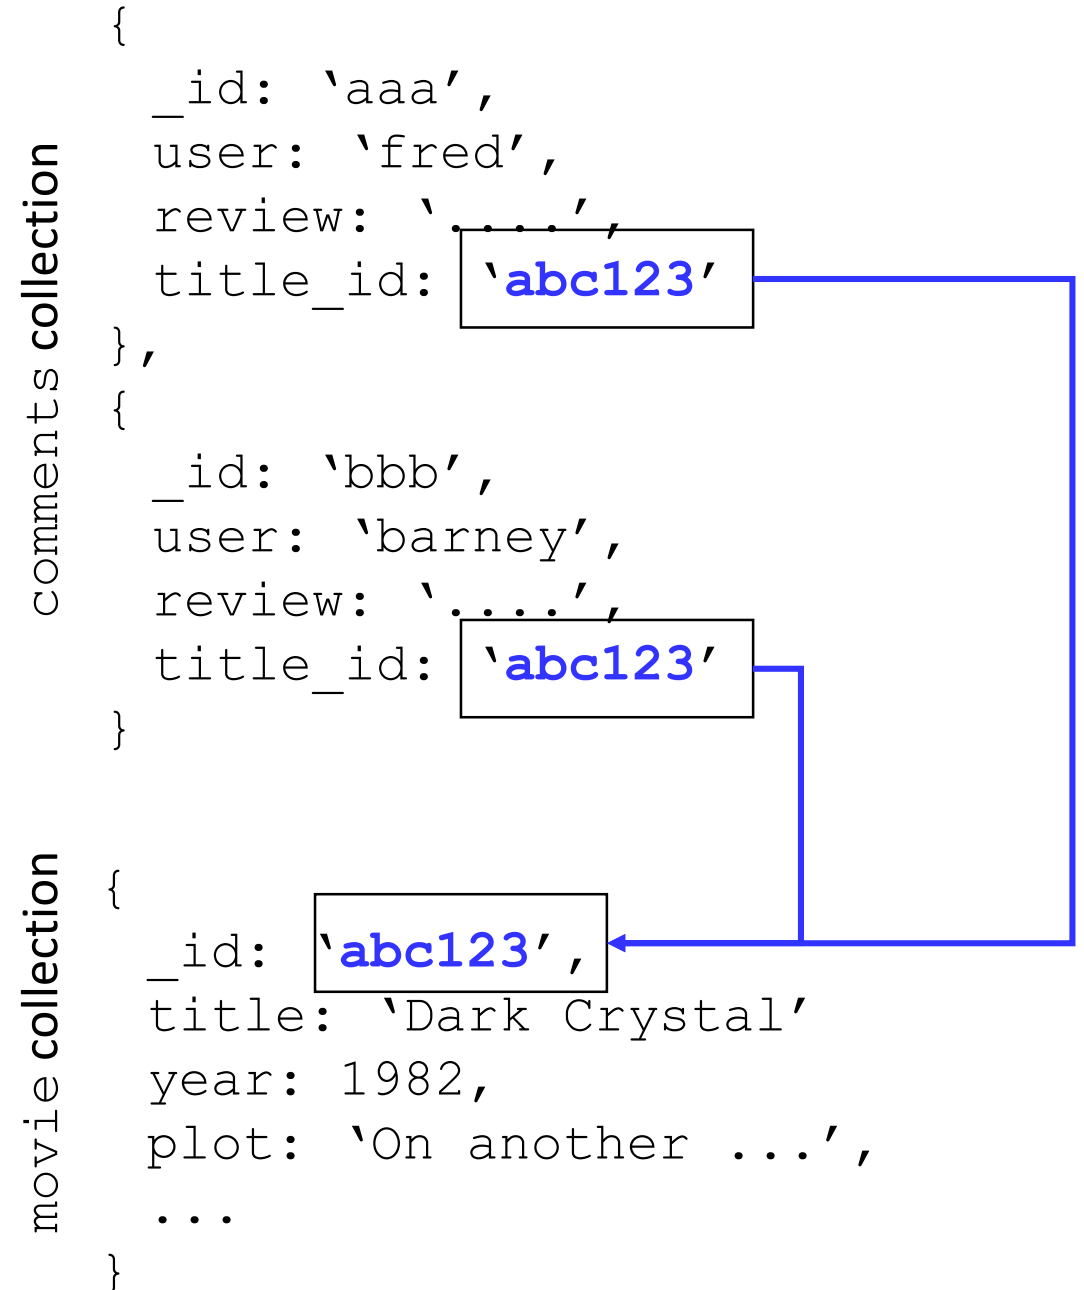 comments collection
{
_id: ‘aaa’,
user: ‘fred’,
review: ‘....’,
title_id: ‘abc123’
},
{
_id: ‘bbb’,
user: ‘barney’,
review: ‘....’,
title_id: ‘abc123’
}
movie collection
{
_id: ‘abc123’,
title: ‘Dark Crystal’
year: 1982,
plot: ‘On another ...’,
...
}